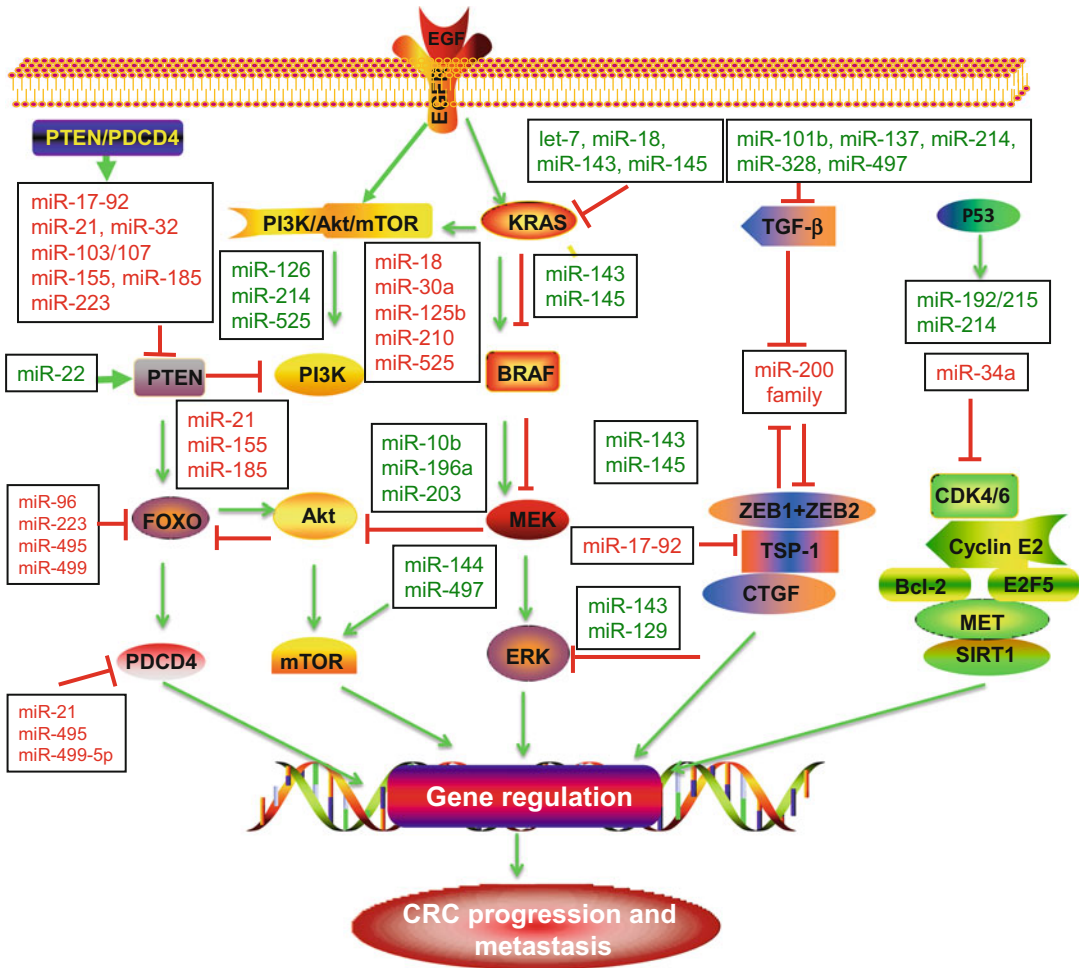 EGF
EGFR
PTEN/PDCD4
let-7, miR-18,
miR-143, miR-145
miR-101b, miR-137, miR-214,
miR-328, miR-497
miR-17-92
miR-21, miR-32
miR-103/107
miR-155, miR-185
miR-223
PI3K/Akt/mTOR
KRAS
TGF-β
P53
miR-126
miR-214
miR-525
miR-18
miR-30a
miR-125b
miR-210
miR-525
miR-143
miR-145
miR-192/215
miR-214
miR-22
PTEN
PI3K
BRAF
miR-200
family
miR-34a
miR-21
miR-155
miR-185
miR-10b
miR-196a
miR-203
miR-143
miR-145
CDK4/6
miR-96
miR-223
miR-495
miR-499
FOXO
Akt
MEK
miR-17-92
ZEB1+ZEB2
TSP-1
CTGF
Cyclin E2
Bcl-2
E2F5
MET
SIRT1
miR-144
miR-497
miR-143
miR-129
PDCD4
mTOR
ERK
miR-21
miR-495
miR-499-5p
Gene regulation
CRC progression and
metastasis